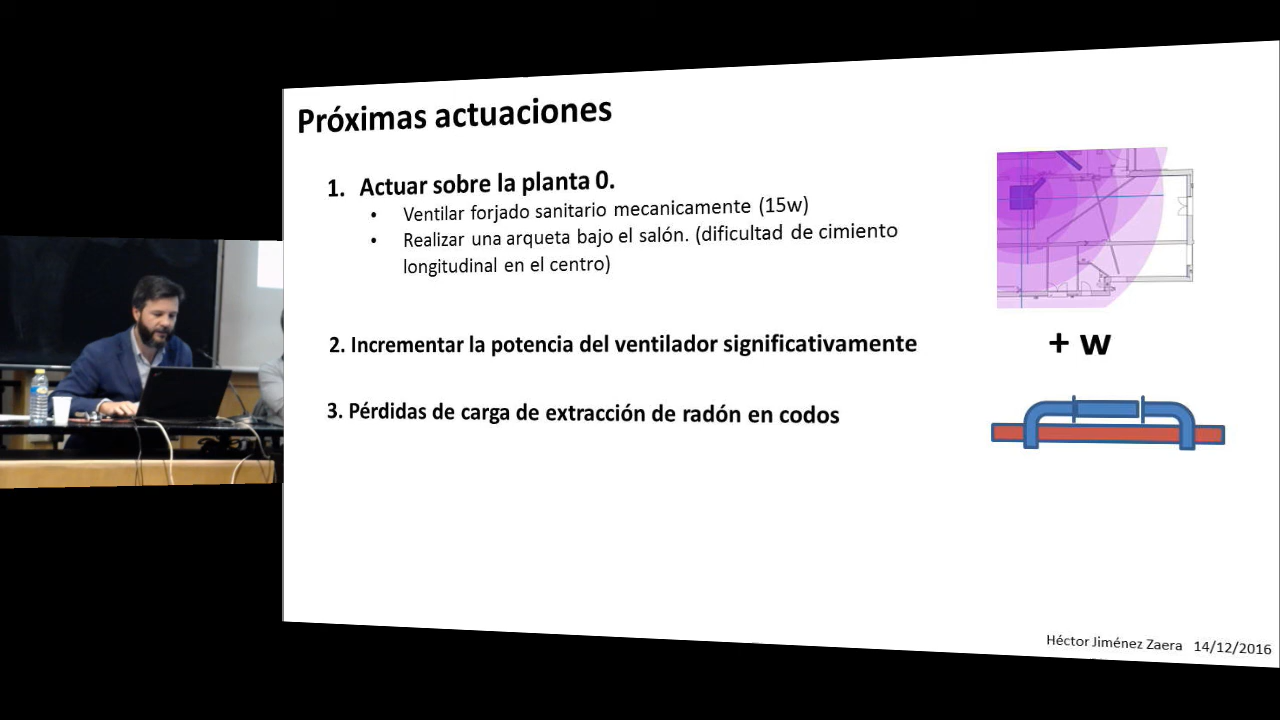 Próximas actuaciones
1. Actuar sobre la planta 0.
• Ventilar forjado sanitario mecanicamente (15w)
• Realizar una arqueta bajo el salón. (dificultad de cimiento
longitudinal en el centro)
2. Incrementar la potencia del ventilador significativamente
+ w
3. Pérdidas de carga de extracción de radón en codos
Héctor Jiménez Zaera 14/12/2016